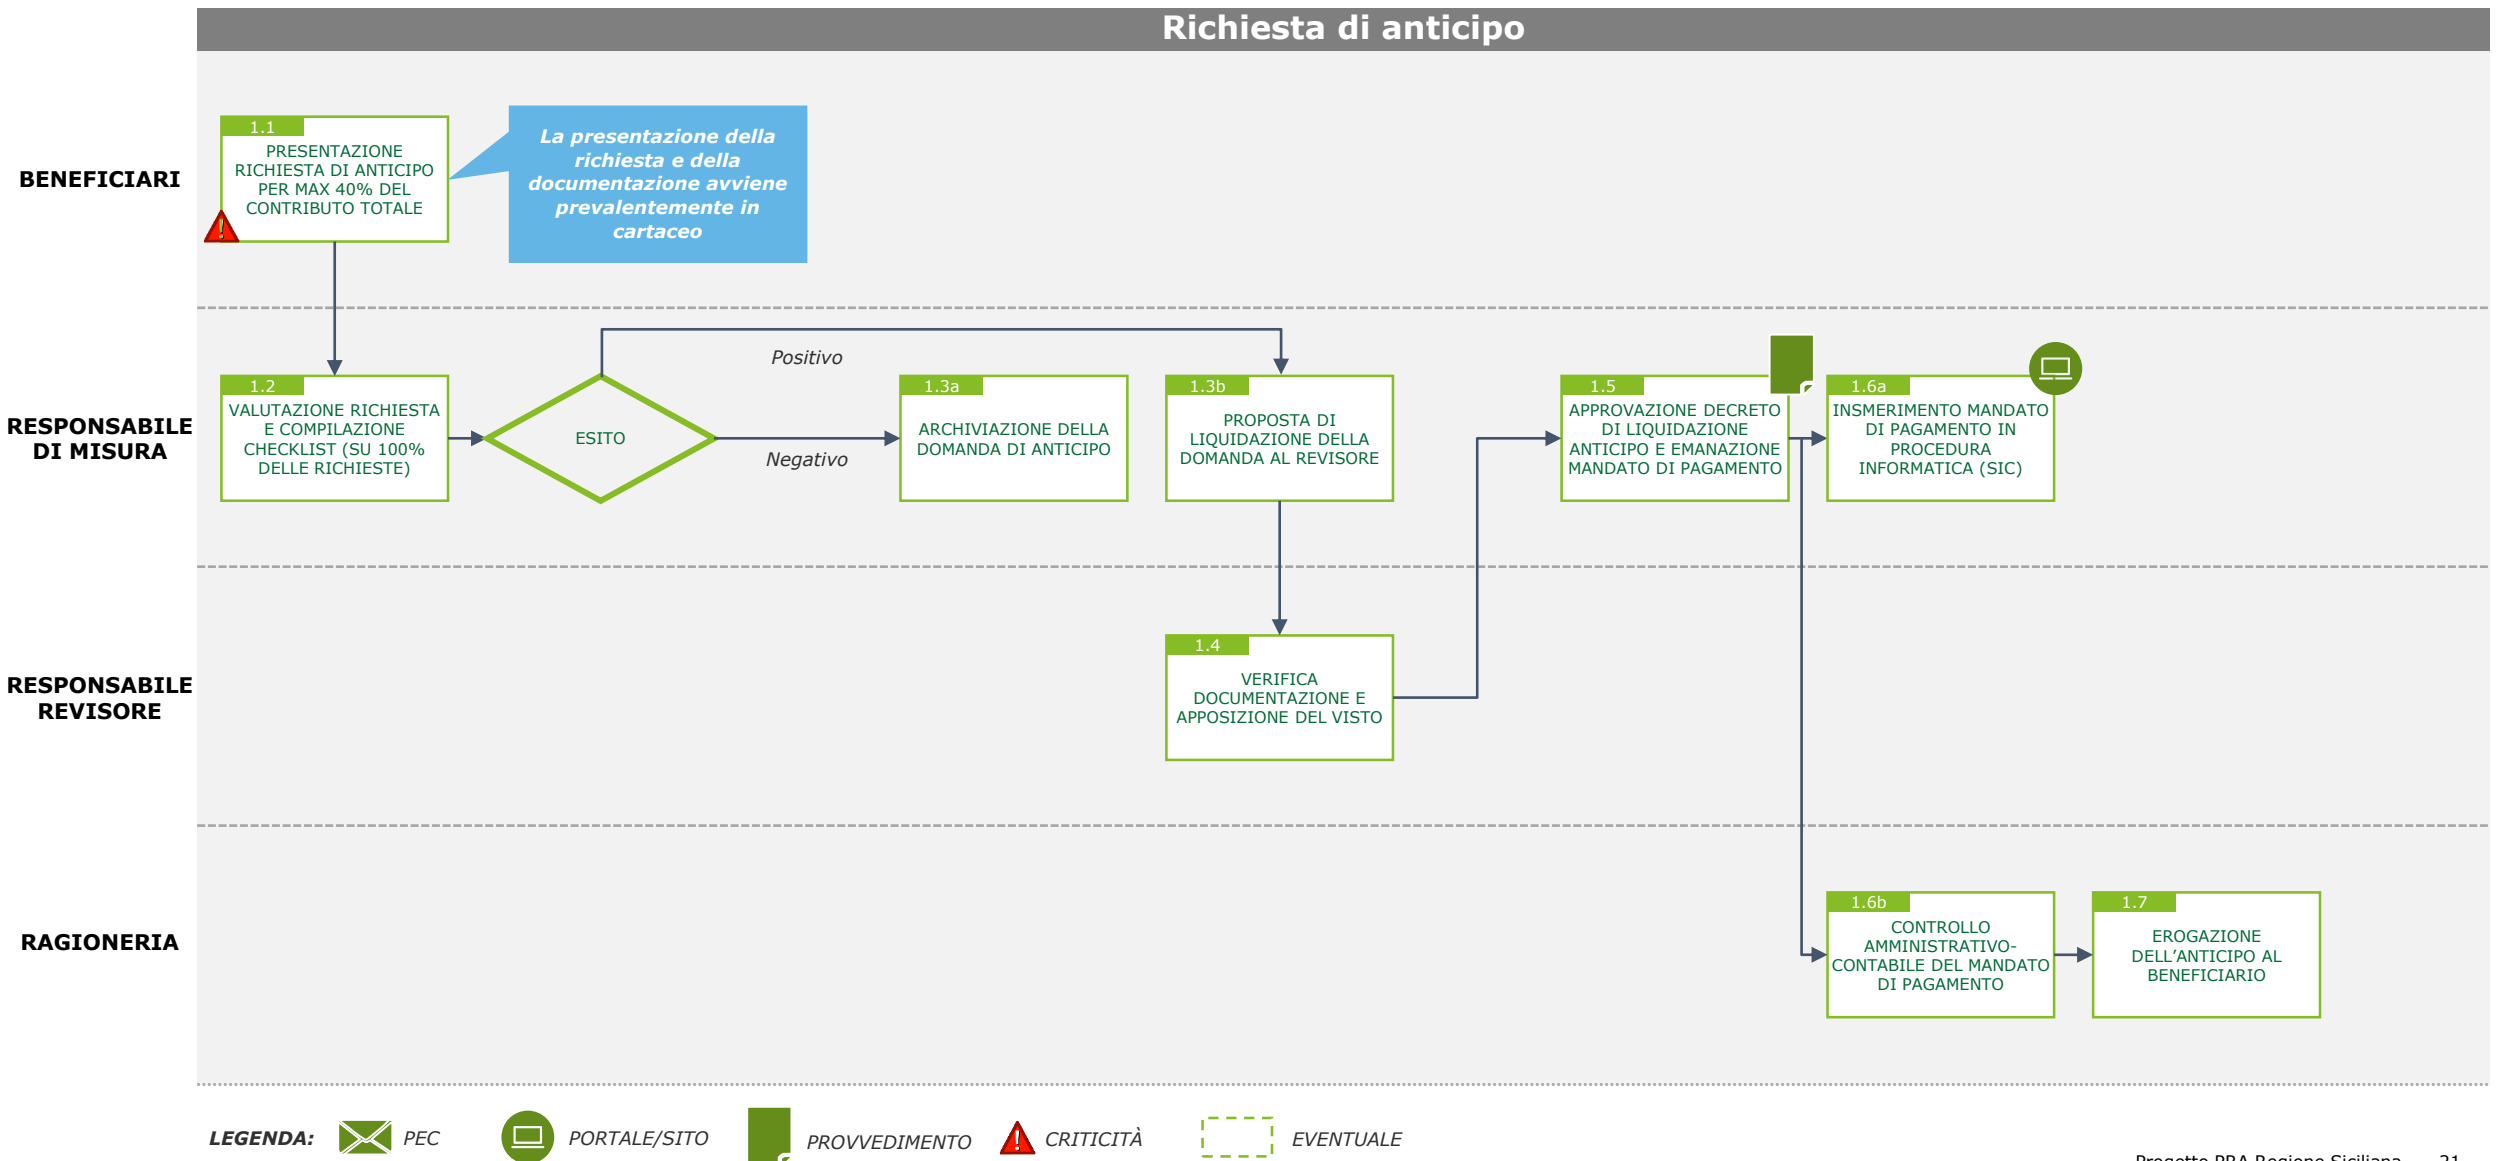 Richiesta di anticipo
BENEFICIARI
1.1
PRESENTAZIONE
RICHIESTA DI ANTICIPO
PER MAX 40% DEL
CONTRIBUTO TOTALE
La presentazione della
richiesta e della
documentazione avviene
prevalentemente in
cartaceo
RESPONSABILE
DI MISURA
1.2
VALUTAZIONE RICHIESTA
E COMPILAZIONE
CHECKLIST (SU 100%
DELLE RICHIESTE)
ESITO
Positivo
Negativo
1.3a
ARCHIVIAZIONE DELLA
DOMANDA DI ANTICIPO
1.3b
PROPOSTA DI
LIQUIDAZIONE DELLA
DOMANDA AL REVISORE
1.5
APPROVAZIONE DECRETO
DI LIQUIDAZIONE
ANTICIPO E EMANAZIONE
MANDATO DI PAGAMENTO
1.6a
INSMERIMENTO MANDATO
DI PAGAMENTO IN
PROCEDURA
INFORMATICA (SIC)
RESPONSABILE
REVISORE
1.4
VERIFICA
DOCUMENTAZIONE E
APPOSIZIONE DEL VISTO
RAGIONERIA
1.6b
CONTROLLO
AMMINISTRATIVO-
CONTABILE DEL MANDATO
DI PAGAMENTO
1.7
EROGAZIONE
DELL’ANTICIPO AL
BENEFICIARIO
LEGENDA:
PEC
PORTALE/SITO
PROVVEDIMENTO
CRITICITÀ
EVENTUALE
Progetto PRA Regione Siciliana 21